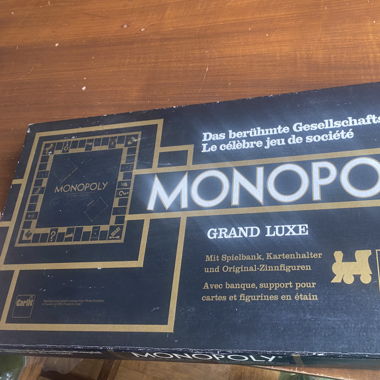 Das berühmte Gesellschafts
Le célèbre jeu de société
MONOPOLY
MONOPO
GRAND LUXE
Mit Spielbank, Kartenhalter
und Original-Zinnfiguren
Avec banque, support pour
cartes et figurines en étain
Carlit
MONOPOLY